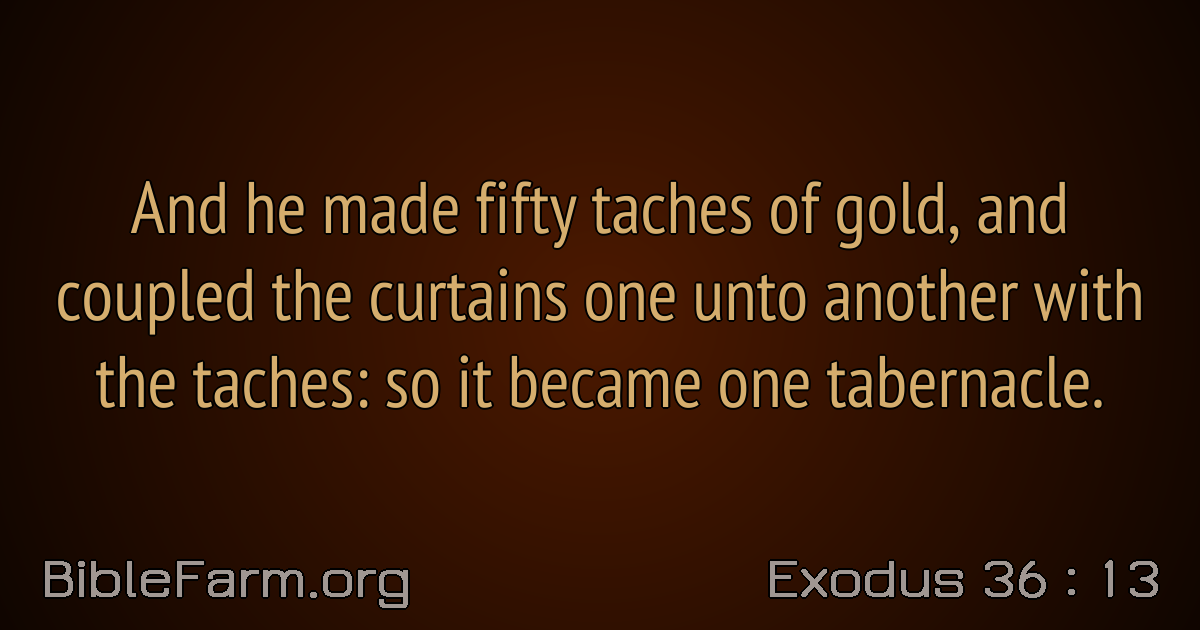 And he made fifty taches of gold, and
coupled the curtains one unto another with
the taches: so it became one tabernacle.
BibleFarm.org
Exodus 36 : 13